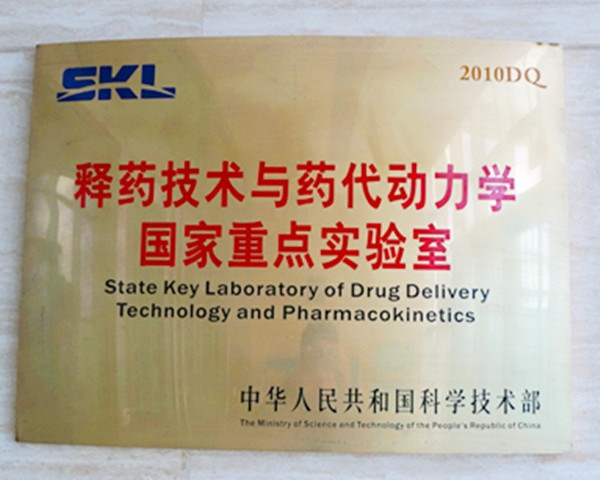 SKL
2010DQ
释药技术与药代动力学
国家重点实验室
State Key Laboratory of Drug Delivery
Technology and Pharmacokinetics
中华人民共和国科学技术部
The Ministry of Science and Technology of the People's Republic of China